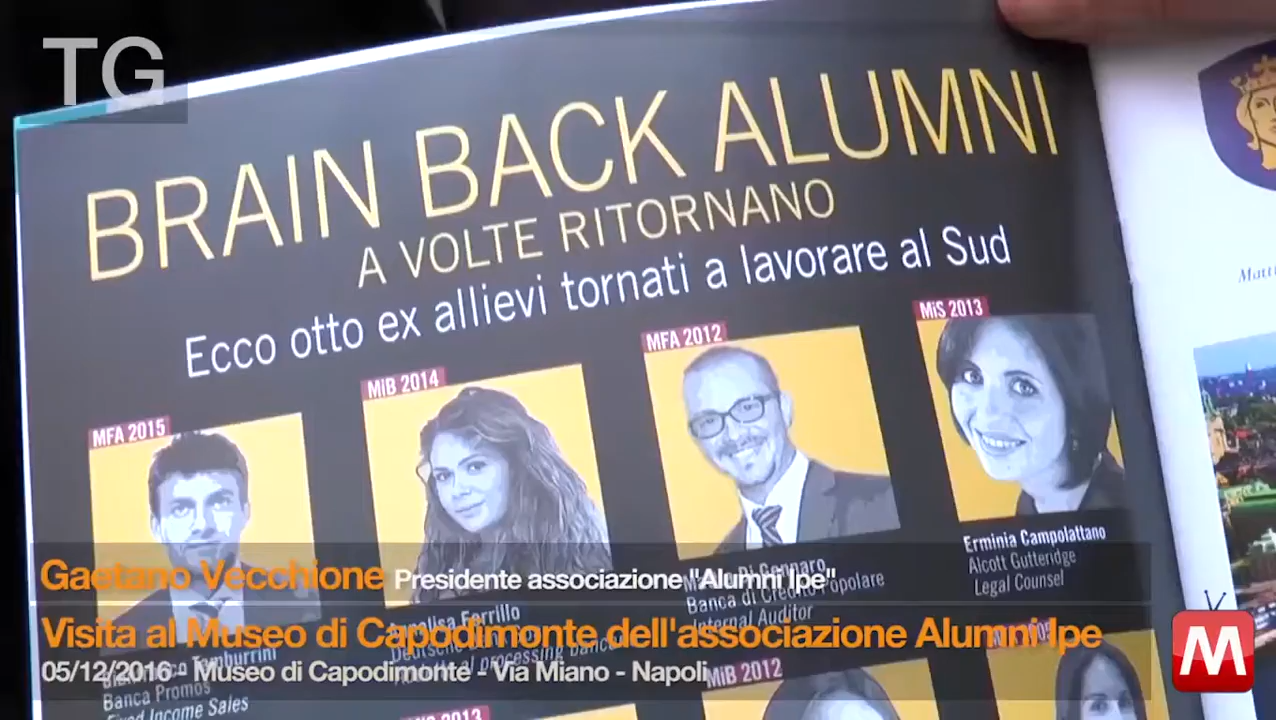 TG
BRAIN BACK ALUMNI
A VOLTE RITORNANO
Ecco otto ex allievi tornati a lavorare al Sud
MFA 2015
MiB 2014
MFA 2012
MiS 2013
Erminia Campolattano
Alcott Gutteridge
Legal Counsel
Banca di Credito Popolare
Internal Auditor
Gaetano Vecchione Presidente associazione "Alumni Ipe"
Visita al Museo di Capodimonte dell'associazione Alumni Ipe
05/12/2016 - Museo di Capodimonte - Via Miano - Napoli
Banca Promos
Fixed Income Sales
MiB 2012
M